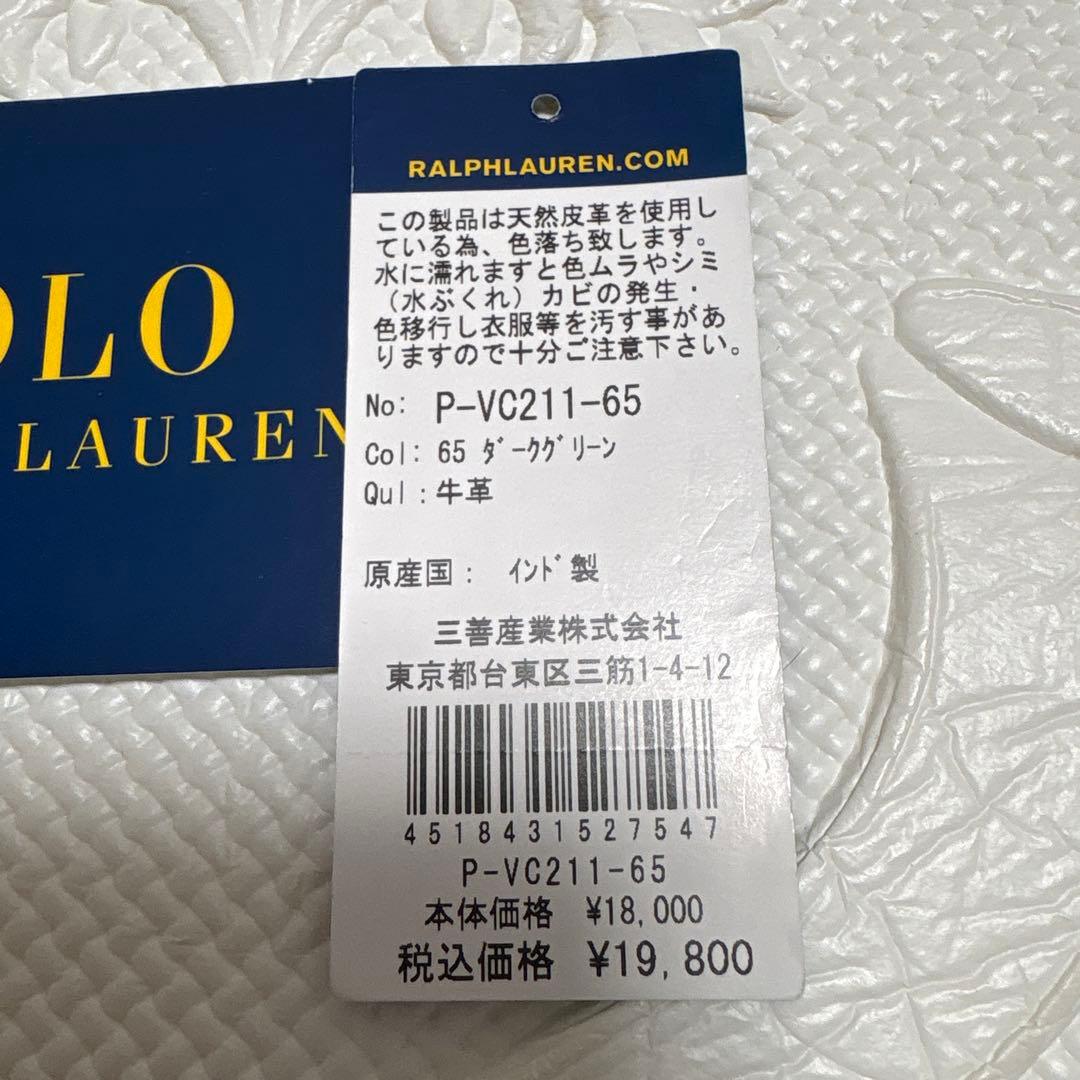 OLO
LAUREN
RALPHLAUREN.COM
この製品は天然皮革を使用し
ている為、色落ち致します。
水に濡れますと色ムラやシミ
（水ぶくれ）カビの発生・
色移行し衣服等を汚す事があ
りますので十分ご注意下さい。
No: P-VC211-65
Col: 65 ﾀﾞｰｸｸﾞﾘｰﾝ
Qul:牛革
原産国： ｲﾝﾄﾞ製
三善産業株式会社
東京都台東区三筋1-4-12
4518431527547
P-VC211-65
本体価格 ¥18,000
税込価格 ¥19,800